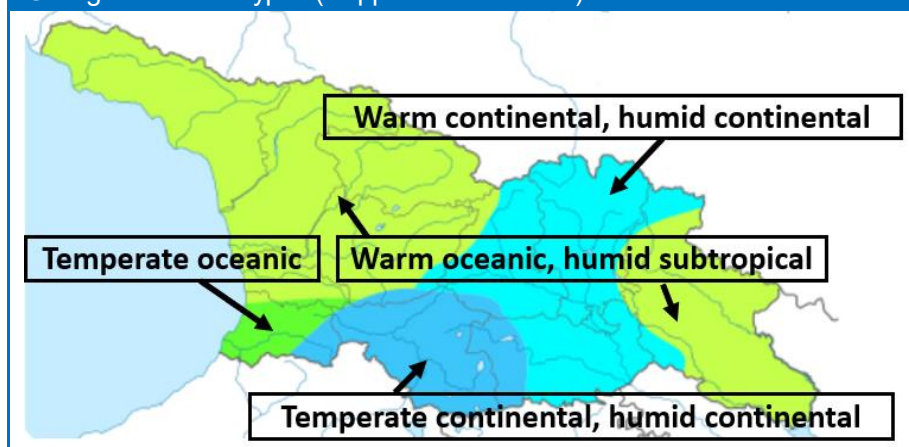 Warm continental, humid continental
Temperate oceanic
Warm oceanic, humid subtropical
Temperate continental, humid continental